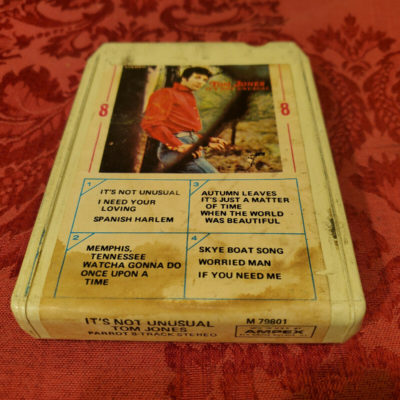 TOM JONES
8
8
1
IT'S NOT UNUSUAL
I NEED YOUR
LOVING
SPANISH HARLEM
3
AUTUMN LEAVES
IT'S JUST A MATTER
OF TIME
WHEN THE WORLD
WAS BEAUTIFUL
2
MEMPHIS,
TENNESSEE
WATCHA GONNA DO
ONCE UPON A
TIME
4
SKYE BOAT SONG
WORRIED MAN
IF YOU NEED ME
IT'S NOT UNUSUAL
TOM JONES
PARROT 8-TRACK STEREO
M 79801
AMPEX